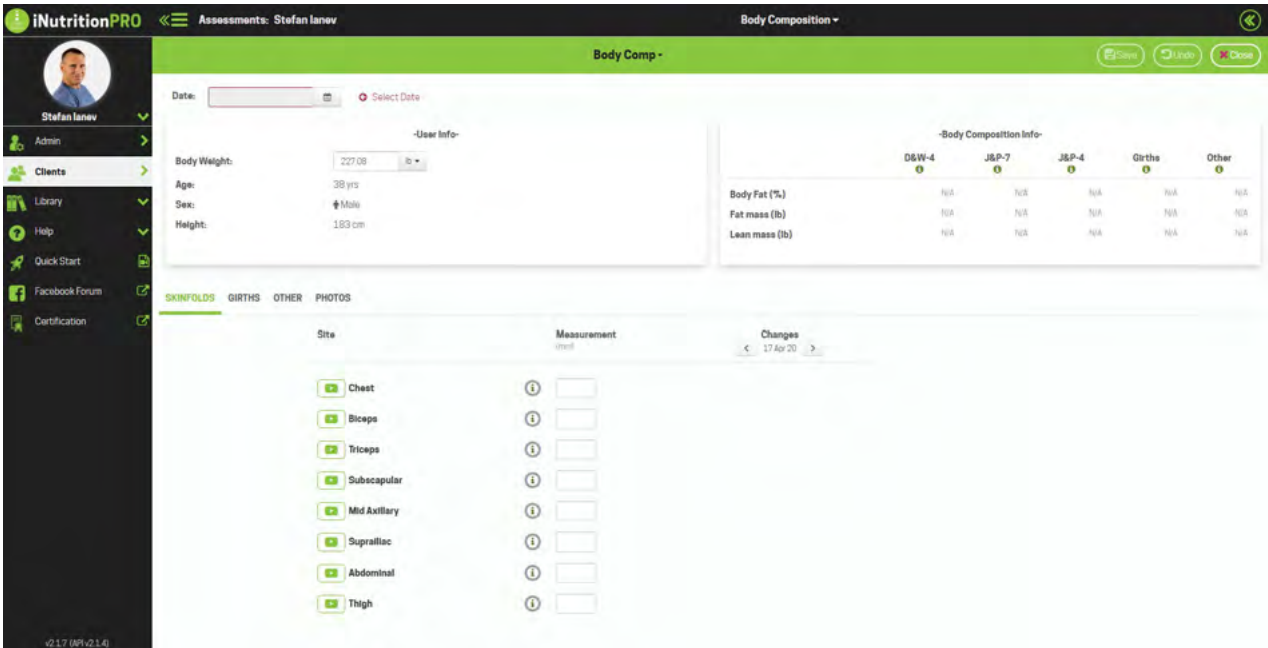 iNutritionPRO
Assessments: Stefan Ianev
Body Composition
Body Comp
Save
Undo
Close
Stefan Ianev
Admin
Clients
Library
Help
Quick Start
Facebook Forum
Certification
v2.1.7 (API v2.1.4)
Date:
Select Date
-User Info-
Body Weight: 227.08 lb
Age: 38 yrs
Sex: Male
Height: 183 cm
-Body Composition Info-
D&W-4 J&P-7 J&P-4 Girths Other
Body Fat (%) N/A N/A N/A N/A N/A
Fat mass (lb) N/A N/A N/A N/A N/A
Lean mass (lb) N/A N/A N/A N/A N/A
SKINFOLDS GIRTHS OTHER PHOTOS
Site Measurement Changes
(mm) 17 Apr 20
Chest
Biceps
Triceps
Subscapular
Mid Axillary
Suprailiac
Abdominal
Thigh